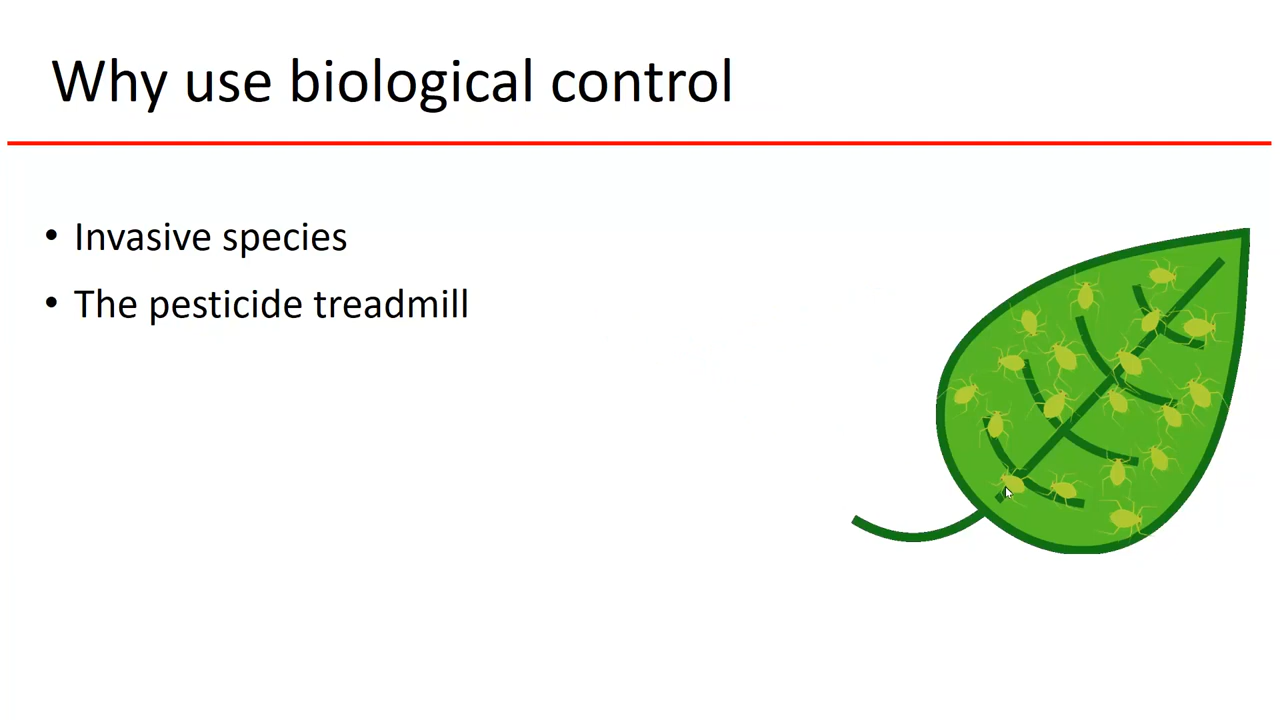 Why use biological control
• Invasive species
• The pesticide treadmill